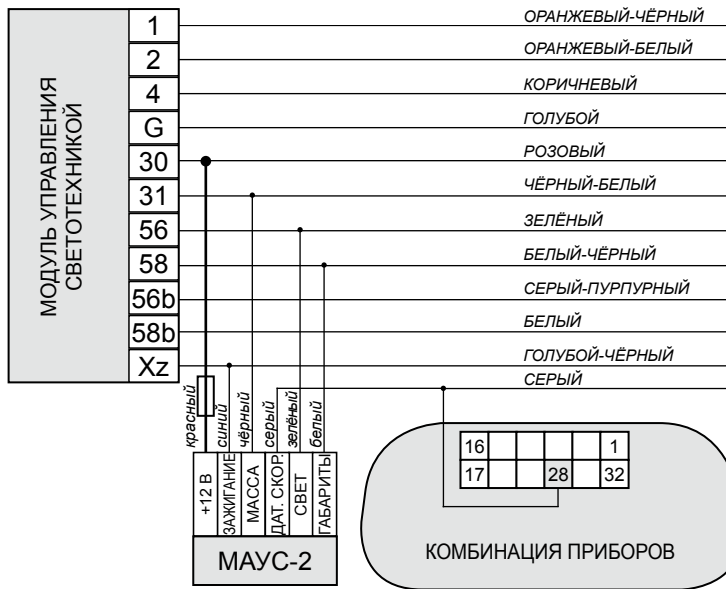 МОДУЛЬ УПРАВЛЕНИЯ
СВЕТОТЕХНИКОЙ
1
ОРАНЖЕВЫЙ-ЧЁРНЫЙ
2
ОРАНЖЕВЫЙ-БЕЛЫЙ
4
КОРИЧНЕВЫЙ
G
ГОЛУБОЙ
30
РОЗОВЫЙ
31
ЧЁРНЫЙ-БЕЛЫЙ
56
ЗЕЛЁНЫЙ
58
БЕЛЫЙ-ЧЁРНЫЙ
56b
СЕРЫЙ-ПУРПУРНЫЙ
58b
БЕЛЫЙ
Xz
ГОЛУБОЙ-ЧЁРНЫЙ
СЕРЫЙ
красный
синий
чёрный
серый
зелёный
белый
+12 В
ЗАЖИГАНИЕ
МАССА
ДАТ. СКОР.
СВЕТ
ГАБАРИТЫ
МАУС-2
16 1
17 28 32
КОМБИНАЦИЯ ПРИБОРОВ